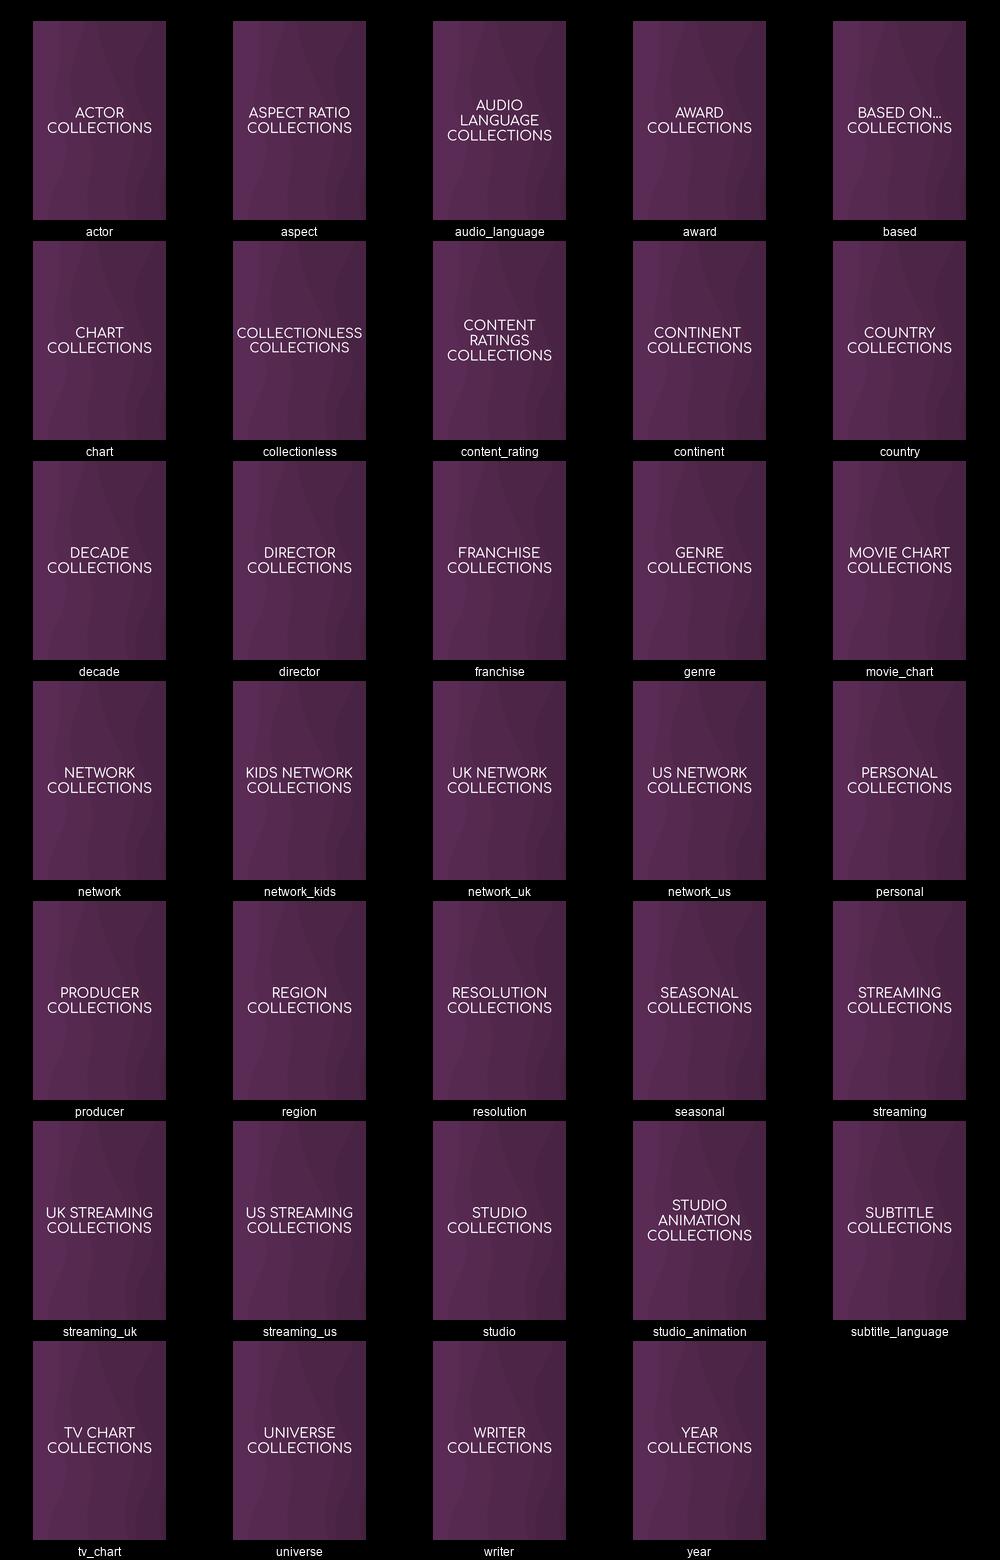 ACTOR
COLLECTIONS
actor
ASPECT RATIO
COLLECTIONS
aspect
AUDIO
LANGUAGE
COLLECTIONS
audio_language
AWARD
COLLECTIONS
award
BASED ON...
COLLECTIONS
based
CHART
COLLECTIONS
chart
COLLECTIONLESS
COLLECTIONS
collectionless
CONTENT
RATINGS
COLLECTIONS
content_rating
CONTINENT
COLLECTIONS
continent
COUNTRY
COLLECTIONS
country
DECADE
COLLECTIONS
decade
DIRECTOR
COLLECTIONS
director
FRANCHISE
COLLECTIONS
franchise
GENRE
COLLECTIONS
genre
MOVIE CHART
COLLECTIONS
movie_chart
NETWORK
COLLECTIONS
network
KIDS NETWORK
COLLECTIONS
network_kids
UK NETWORK
COLLECTIONS
network_uk
US NETWORK
COLLECTIONS
network_us
PERSONAL
COLLECTIONS
personal
PRODUCER
COLLECTIONS
producer
REGION
COLLECTIONS
region
RESOLUTION
COLLECTIONS
resolution
SEASONAL
COLLECTIONS
seasonal
STREAMING
COLLECTIONS
streaming
UK STREAMING
COLLECTIONS
streaming_uk
US STREAMING
COLLECTIONS
streaming_us
STUDIO
COLLECTIONS
studio
STUDIO
ANIMATION
COLLECTIONS
studio_animation
SUBTITLE
COLLECTIONS
subtitle_language
TV CHART
COLLECTIONS
tv_chart
UNIVERSE
COLLECTIONS
universe
WRITER
COLLECTIONS
writer
YEAR
COLLECTIONS
year